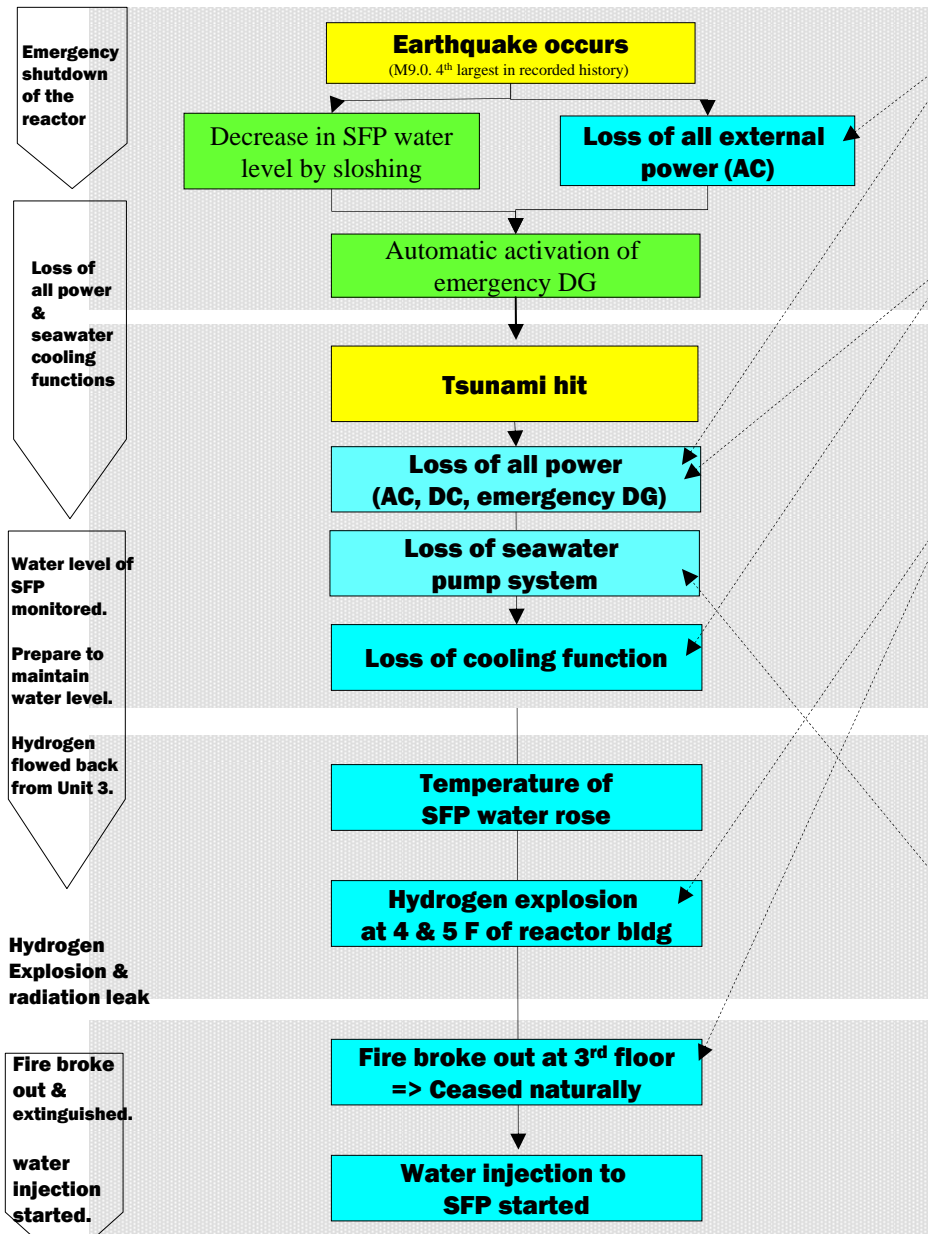 Emergency
shutdown
of the
reactor
Earthquake occurs
(M9.0. 4th largest in recorded history)
Decrease in SFP water
level by sloshing
Loss of all external
power (AC)
Automatic activation of
emergency DG
Loss of
all power
&
seawater
cooling
functions
Tsunami hit
Loss of all power
(AC, DC, emergency DG)
Loss of seawater
pump system
Loss of cooling function
Water level of
SFP
monitored.
Prepare to
maintain
water level.
Hydrogen
flowed back
from Unit 3.
Temperature of
SFP water rose
Hydrogen explosion
at 4 & 5 F of reactor bldg
Hydrogen
Explosion &
radiation leak
Fire broke out at 3rd floor
=> Ceased naturally
Fire broke
out &
extinguished.
water
injection
started.
Water injection to
SFP started